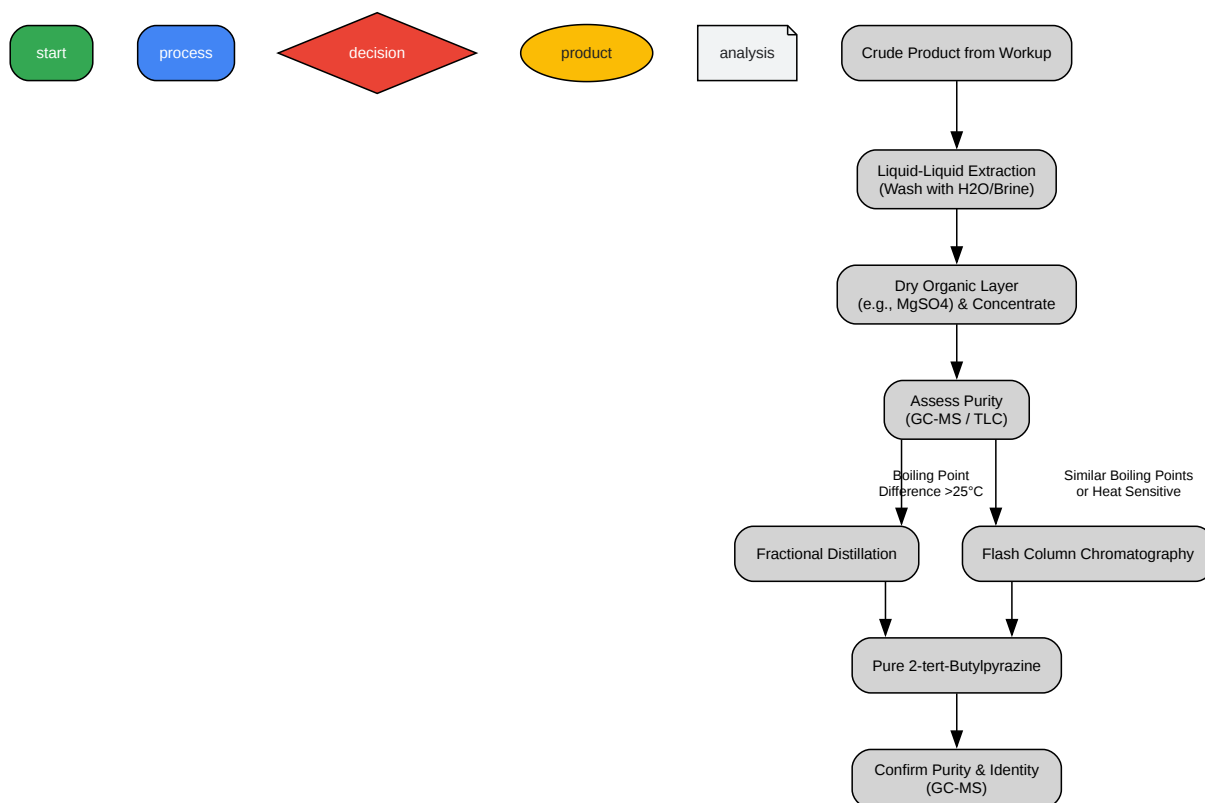 start
process
decision
product
analysis
Crude Product from Workup
Liquid-Liquid Extraction
(Wash with H2O/Brine)
Dry Organic Layer
(e.g., MgSO4) & Concentrate
Assess Purity
(GC-MS / TLC)
Boiling Point
Difference >25°C
Similar Boiling Points
or Heat Sensitive
Fractional Distillation
Flash Column Chromatography
Pure 2-tert-Butylpyrazine
Confirm Purity & Identity
(GC-MS)